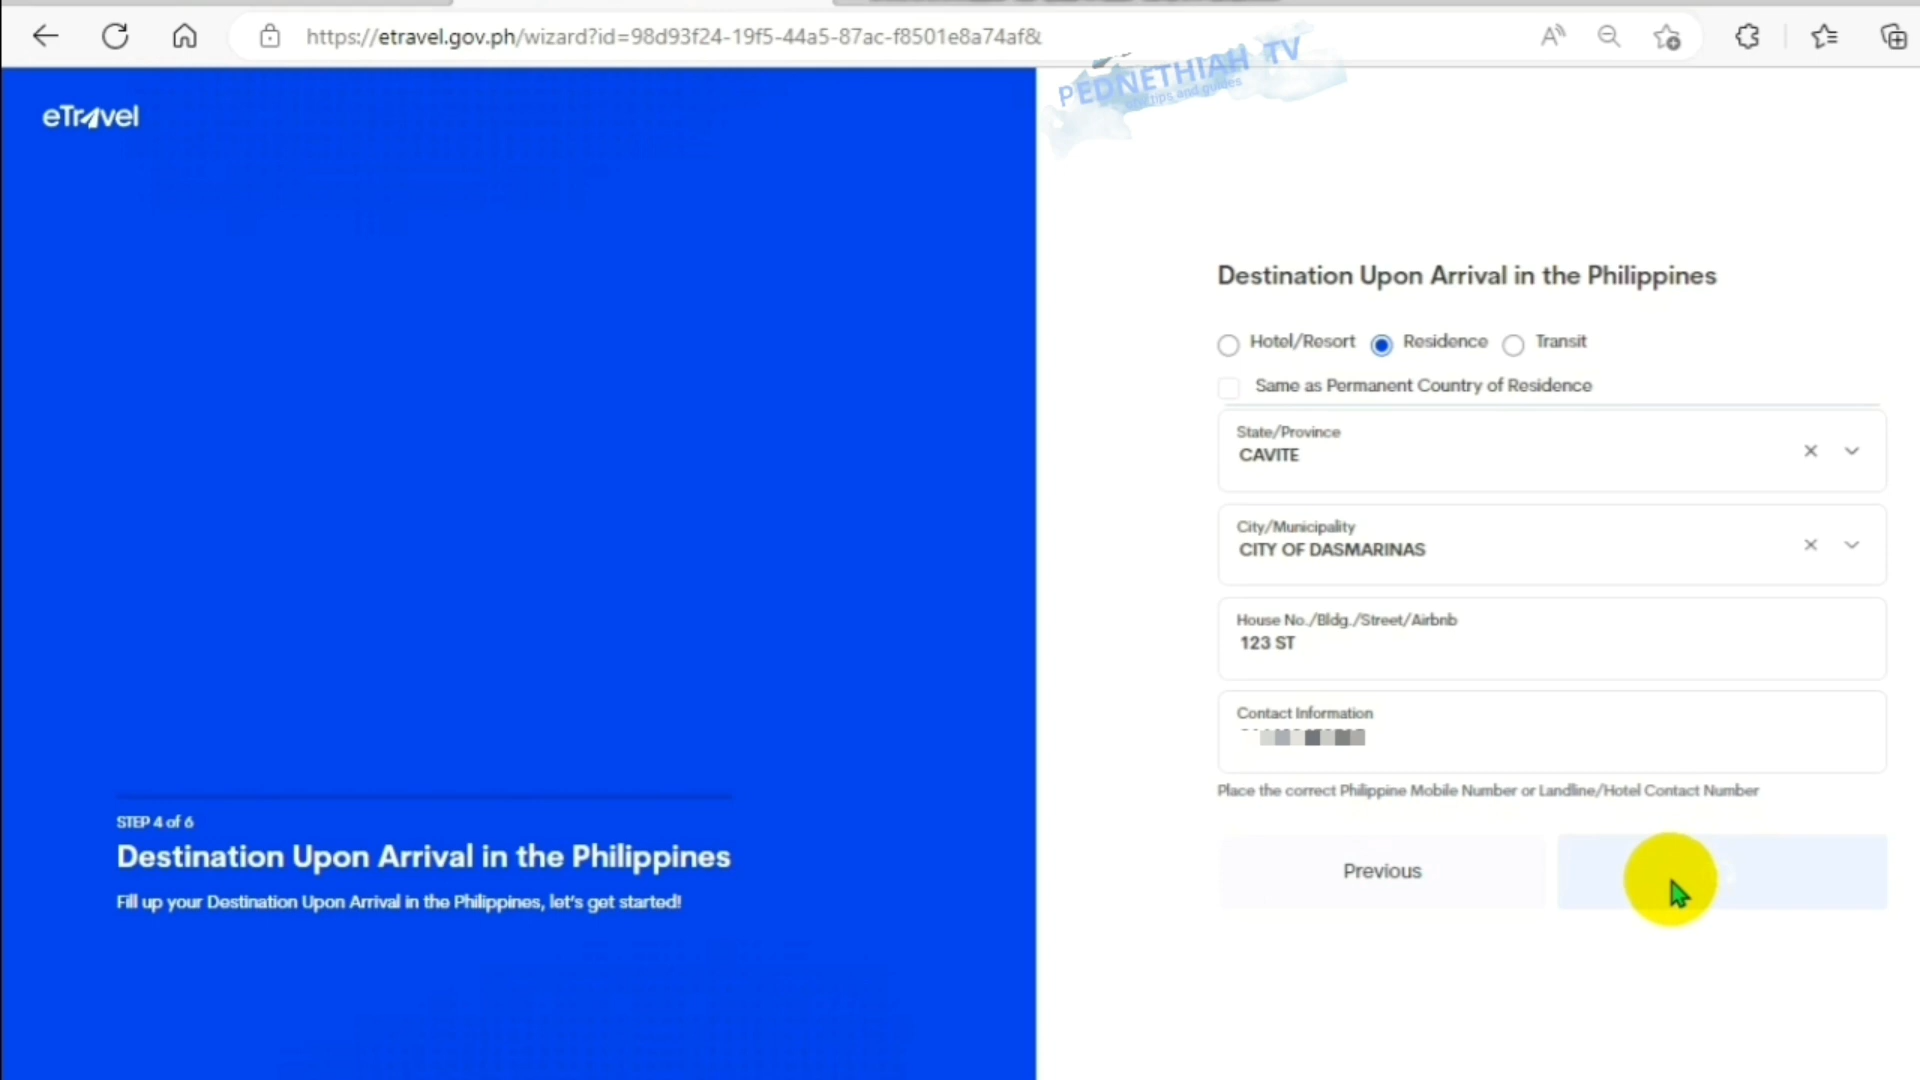 https://etravel.gov.ph/wizard?id=98d93f24-19f5-44a5-87ac-f8501e8a74af&
PEDNETHIAH TV
tips and guides
eTravel
Destination Upon Arrival in the Philippines
Hotel/Resort Residence Transit
Same as Permanent Country of Residence
State/Province
CAVITE
City/Municipality
CITY OF DASMARINAS
House No./Bldg./Street/Airbnb
123 ST
Contact Information
Place the correct Philippine Mobile Number or Landline/Hotel Contact Number
Previous
STEP 4 of 6
Destination Upon Arrival in the Philippines
Fill up your Destination Upon Arrival in the Philippines, let's get started!